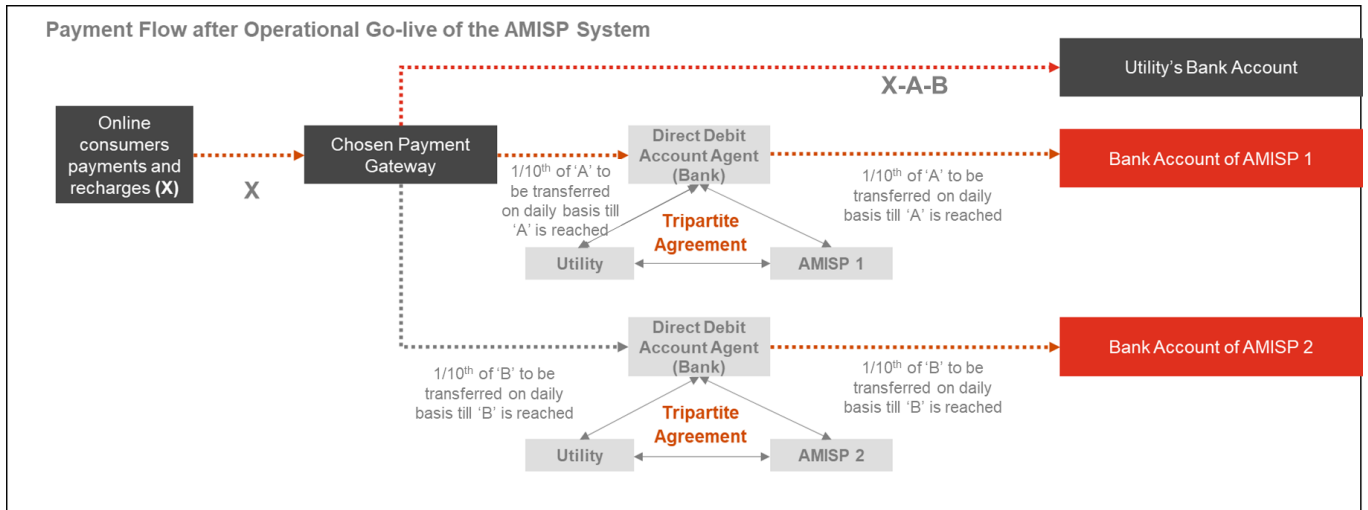 Payment Flow after Operational Go-live of the AMISP System
Utility's Bank Account
X-A-B
Online
consumers
payments and
recharges (X)
X
Chosen Payment
Gateway
1/10th of 'A' to
be transferred
on daily basis till
'A' is reached
Direct Debit
Account Agent
(Bank)
Tripartite
Agreement
Utility
AMISP 1
1/10th of 'A' to be
transferred on daily
basis till 'A' is reached
Bank Account of AMISP 1
1/10th of 'B' to be
transferred on daily
basis till 'B' is reached
Direct Debit
Account Agent
(Bank)
Tripartite
Agreement
Utility
AMISP 2
1/10th of 'B' to be
transferred on daily
basis till 'B' is reached
Bank Account of AMISP 2